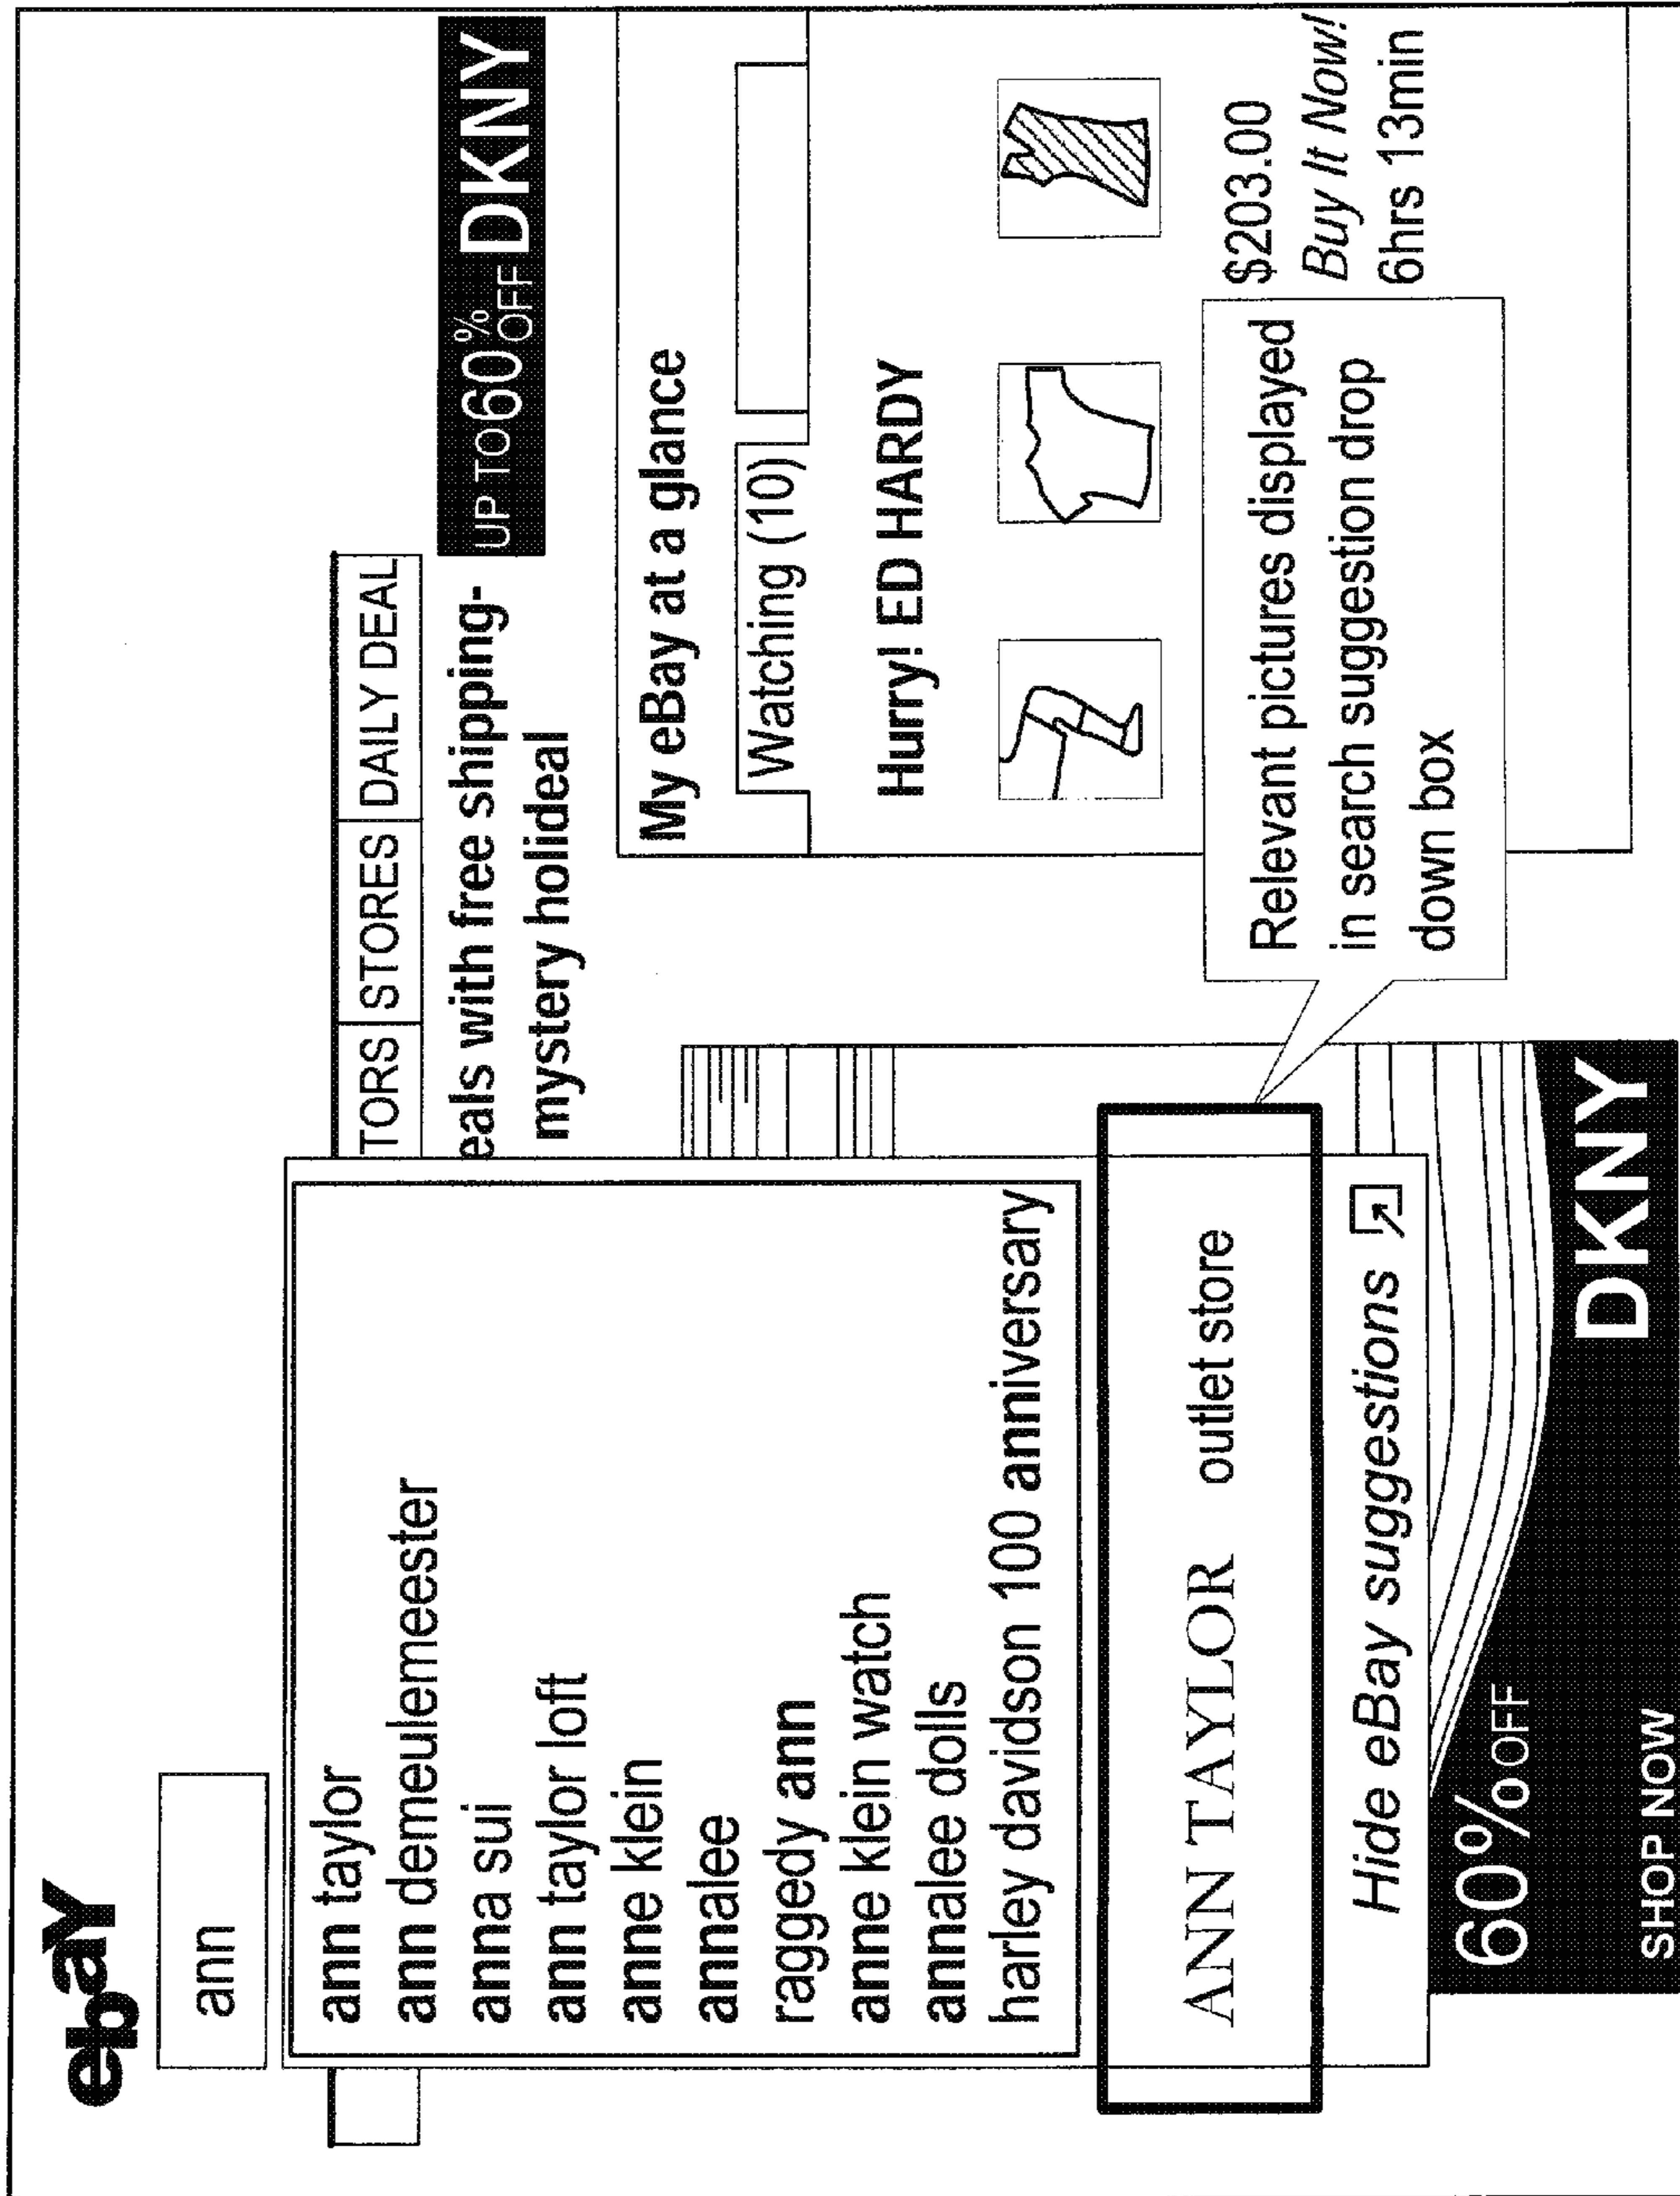 ebaY
ann
TORS STORES DAILY DEAL
eals with free shipping-
mystery holideal
UP TO 60% OFF DKNY
ann taylor
ann demeulemeester
anna sui
ann taylor loft
anne klein
annalee
raggedy ann
anne klein watch
annalee dolls
harley davidson 100 anniversary
ANN TAYLOR outlet store
Hide eBay suggestions
60% OFF
DKNY
SHOP NOW
My eBay at a glance
Watching (10)
Hurry! ED HARDY
$203.00
Buy It Now!
6hrs 13min
Relevant pictures displayed
in search suggestion drop
down box